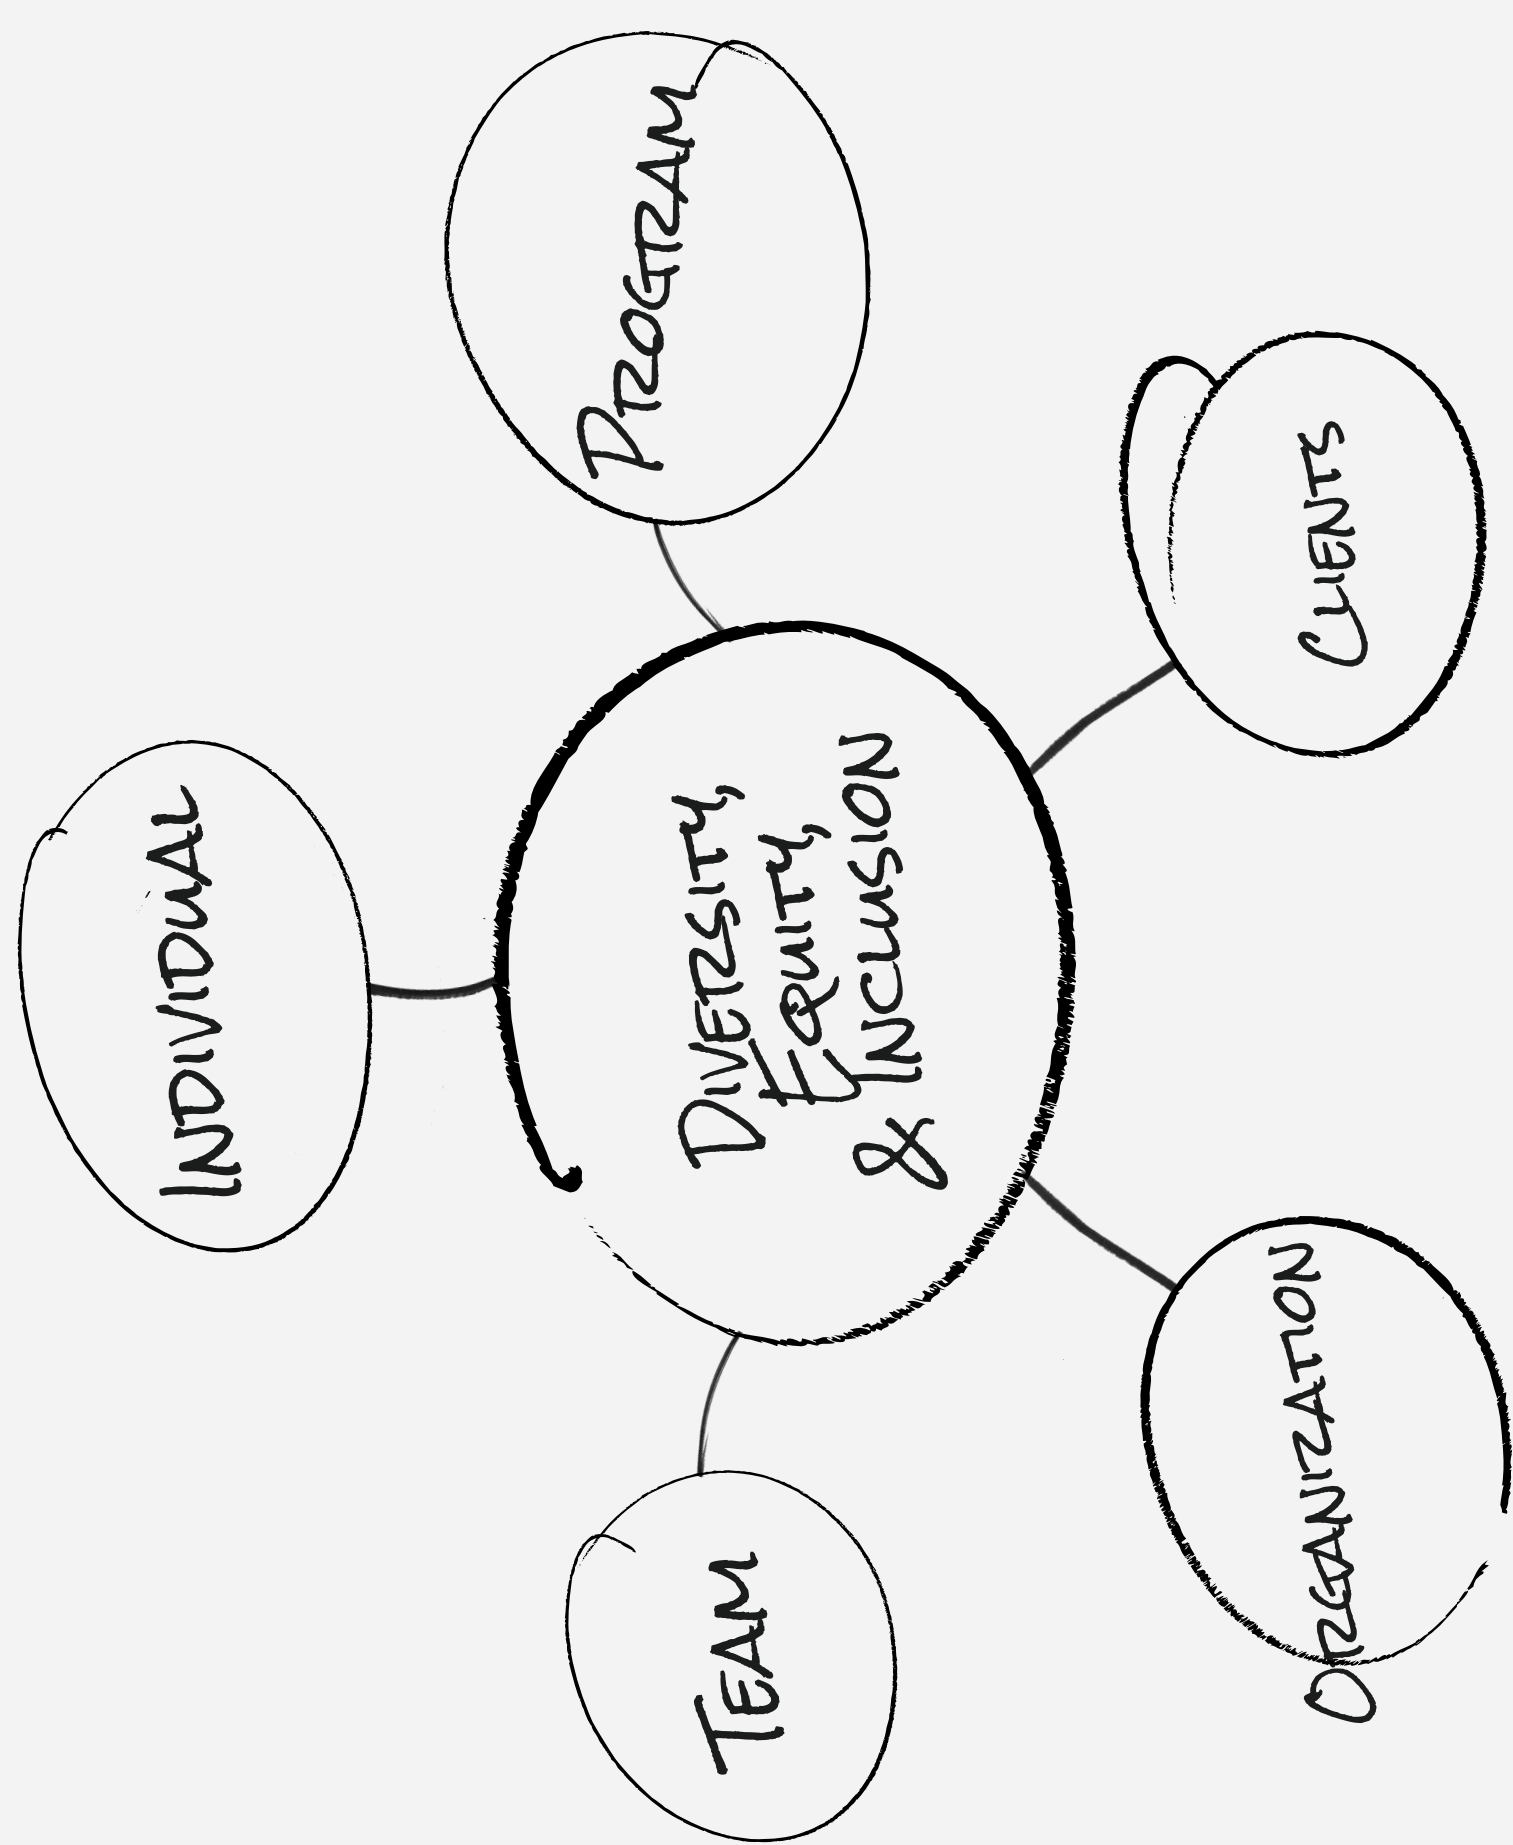 INDIVIDUAL
TEAM
PROGRAM
DIVERSITY,
EQUITY,
& INCLUSION
ORGANIZATION
CLIENTS